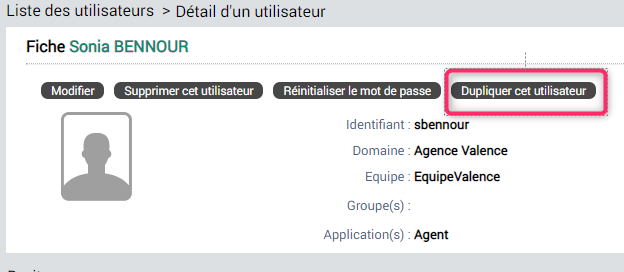 Liste des utilisateurs > Détail d'un utilisateur
Fiche Sonia BENNOUR
Modifier Supprimer cet utilisateur Réinitialiser le mot de passe Dupliquer cet utilisateur
Identifiant : sbennour
Domaine : Agence Valence
Equipe : EquipeValence
Groupe(s) :
Application(s) : Agent